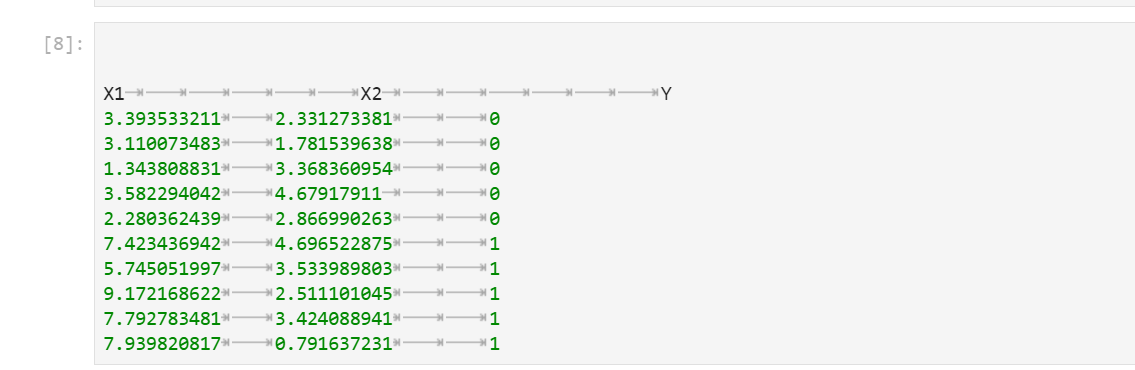 [8]:
X1 X2 Y
3.393533211 2.331273381 0
3.110073483 1.781539638 0
1.343808831 3.368360954 0
3.582294042 4.67917911 0
2.280362439 2.866990263 0
7.423436942 4.696522875 1
5.745051997 3.533989803 1
9.172168622 2.511101045 1
7.792783481 3.424088941 1
7.939820817 0.791637231 1